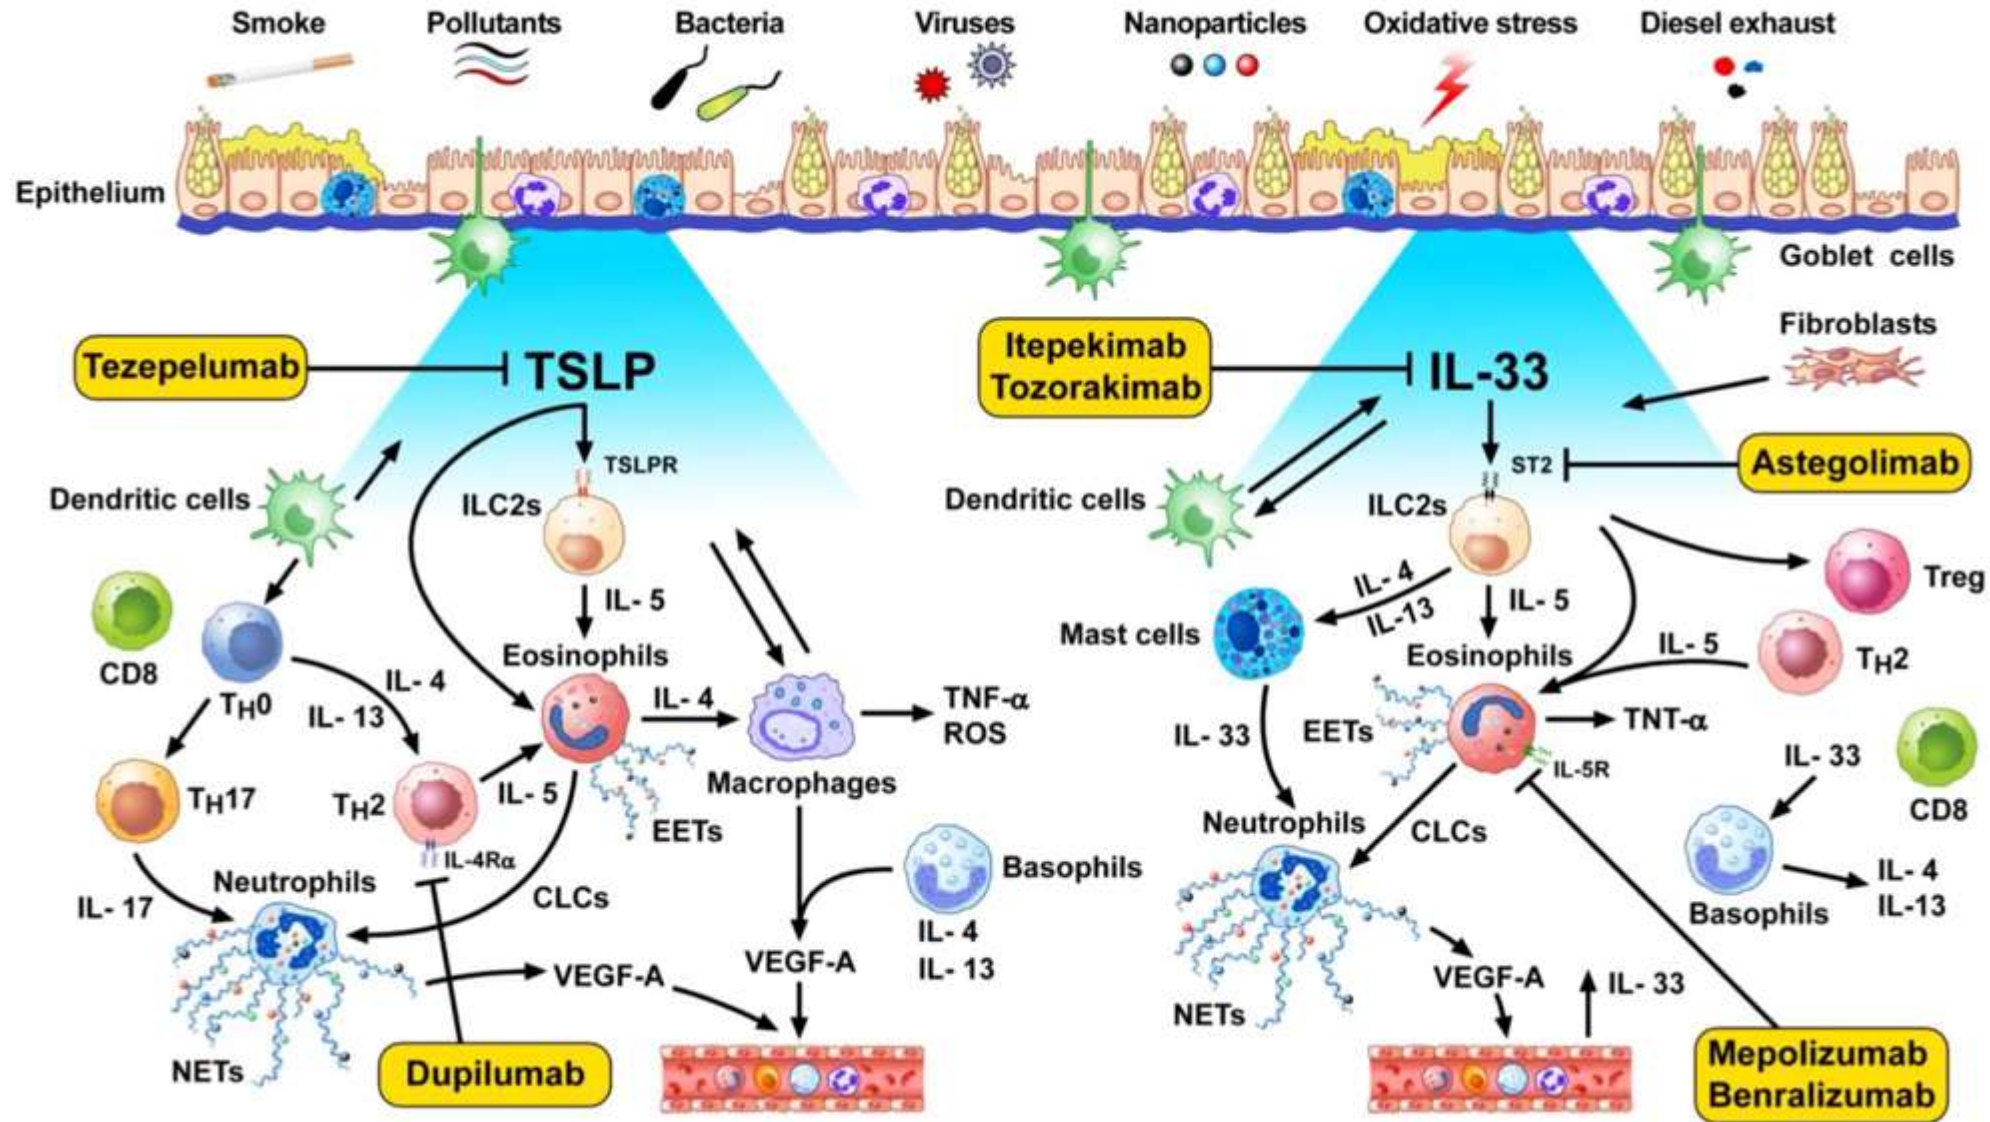 Smoke
Pollutants
Bacteria
Viruses
Nanoparticles
Oxidative stress
Diesel exhaust
Epithelium
Goblet cells
Fibroblasts
Tezepelumab
TSLP
Itepekimab
Tozorakimab
IL-33
TSLPR
ST2
Astegolimab
Dendritic cells
ILC2s
Dendritic cells
ILC2s
IL- 4
IL-13
IL- 5
IL- 5
Treg
CD8
Mast cells
Eosinophils
Eosinophils
IL- 5
TH2
TH0
IL- 4
IL- 13
IL- 4
TNF-α
ROS
IL- 33
EETs
TNT-α
IL-5R
IL- 33
CD8
TH17
TH2
IL- 5
Macrophages
EETs
IL-4Rα
Neutrophils
CLCs
Basophils
IL- 4
IL- 13
Neutrophils
CLCs
Basophils
IL- 4
IL-13
IL- 17
VEGF-A
VEGF-A
NETs
Dupilumab
NETs
VEGF-A
IL- 33
Mepolizumab
Benralizumab